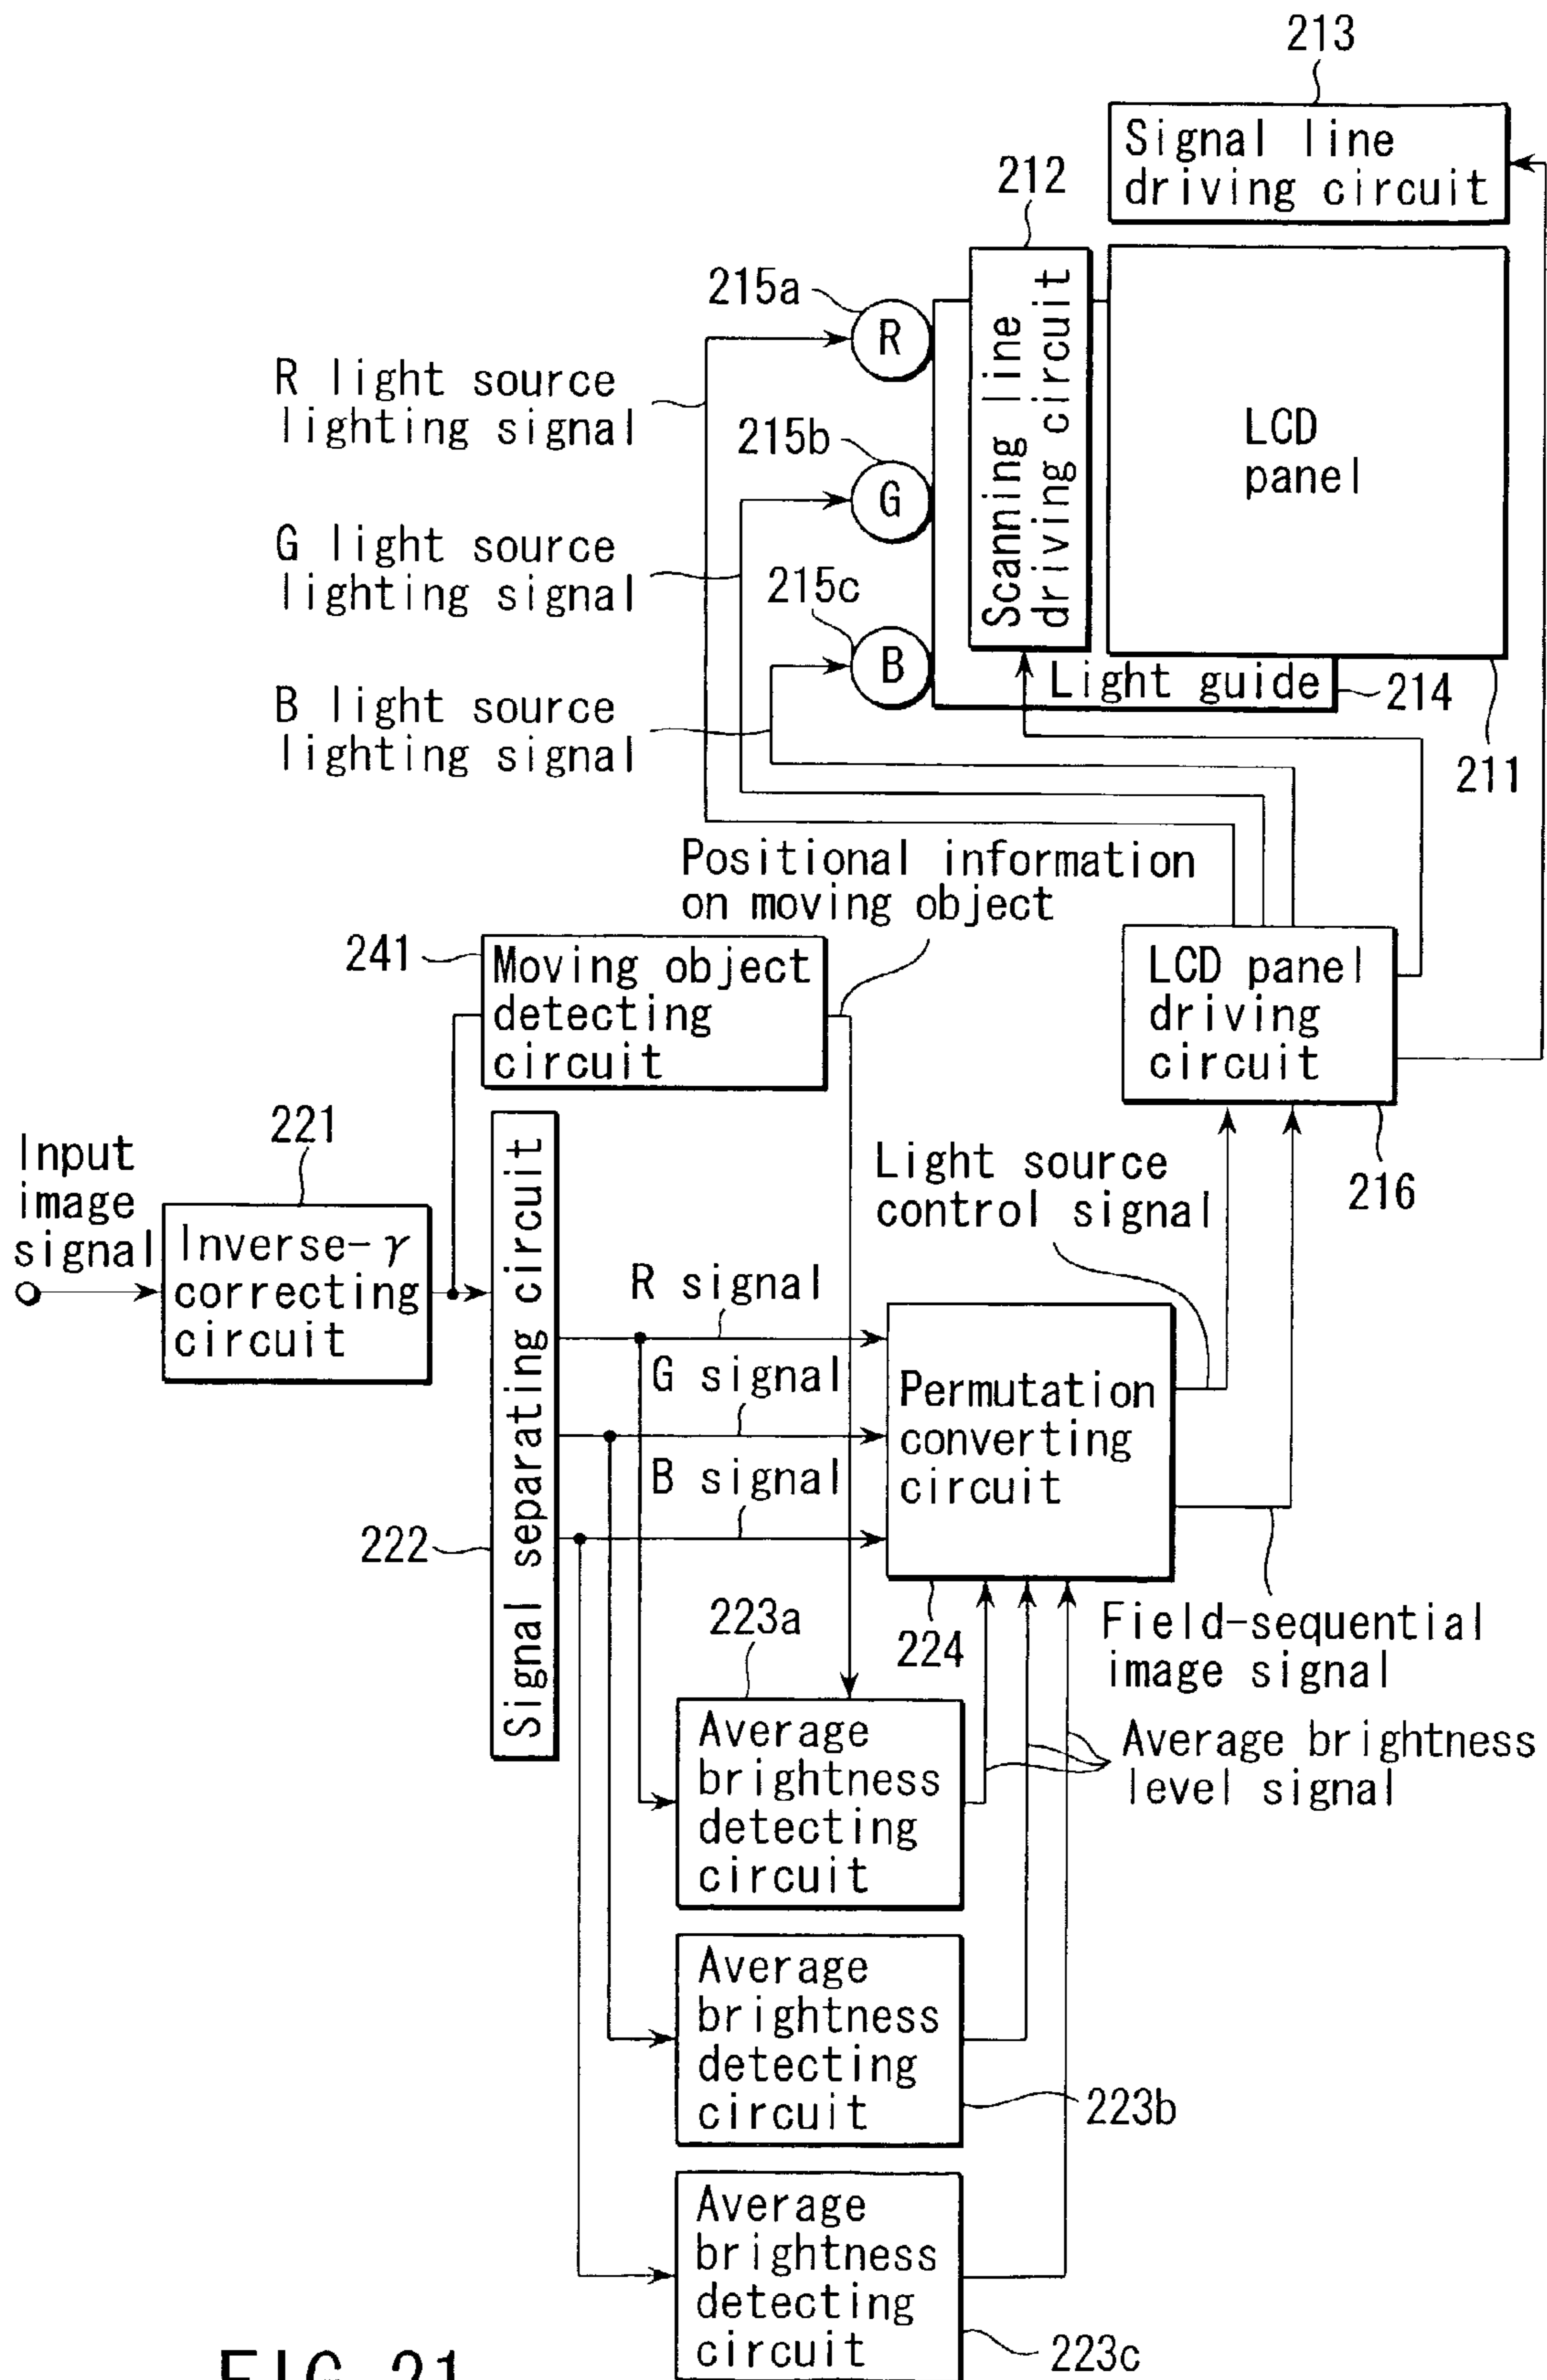 213
Signal line
driving circuit
212
Scanning line
driving circuit
215a
R
LCD
panel
R light source
lighting signal
215b
G
G light source
lighting signal
215c
B
Light guide
214
B light source
lighting signal
211
Positional information
on moving object
241
Moving object
detecting
circuit
LCD panel
driving
circuit
216
Input
image
signal
221
Inverse-γ
correcting
circuit
Signal separating circuit
222
Light source
control signal
R signal
G signal
B signal
Permutation
converting
circuit
224
Field-sequential
image signal
223a
Average
brightness
detecting
circuit
Average brightness
level signal
Average
brightness
detecting
circuit
223b
Average
brightness
detecting
circuit
223c
FIG. 21